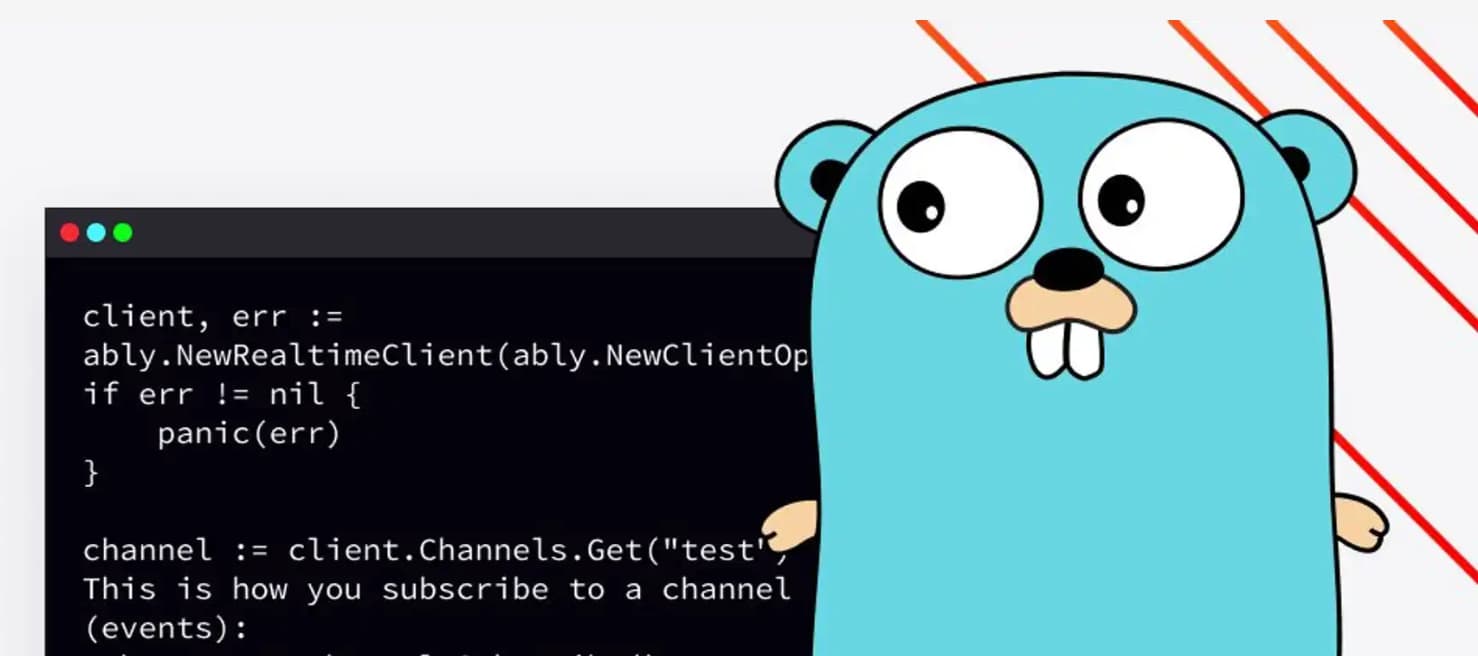 client, err :=
ably.NewRealtimeClient(ably.NewClientOp
if err != nil {
    panic(err)
}
channel := client.Channels.Get("test")
This is how you subscribe to a channel
(events):